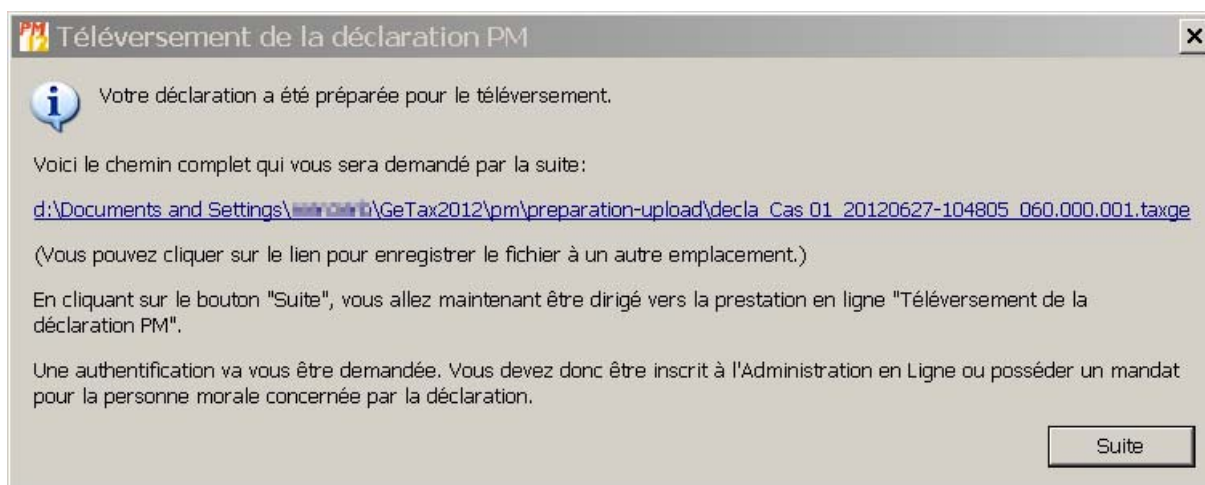 PM Téléversement de la déclaration PM
Votre déclaration a été préparée pour le téléversement.
Voici le chemin complet qui vous sera demandé par la suite:
d:\Documents and Settings\ \GeTax2012\pm\preparation-upload\decla_Cas 01_20120627-104805_060.000.001.taxge
(Vous pouvez cliquer sur le lien pour enregistrer le fichier à un autre emplacement.)
En cliquant sur le bouton "Suite", vous allez maintenant être dirigé vers la prestation en ligne "Téléversement de la
déclaration PM".
Une authentification va vous être demandée. Vous devez donc être inscrit à l'Administration en Ligne ou posséder un mandat
pour la personne morale concernée par la déclaration.
Suite